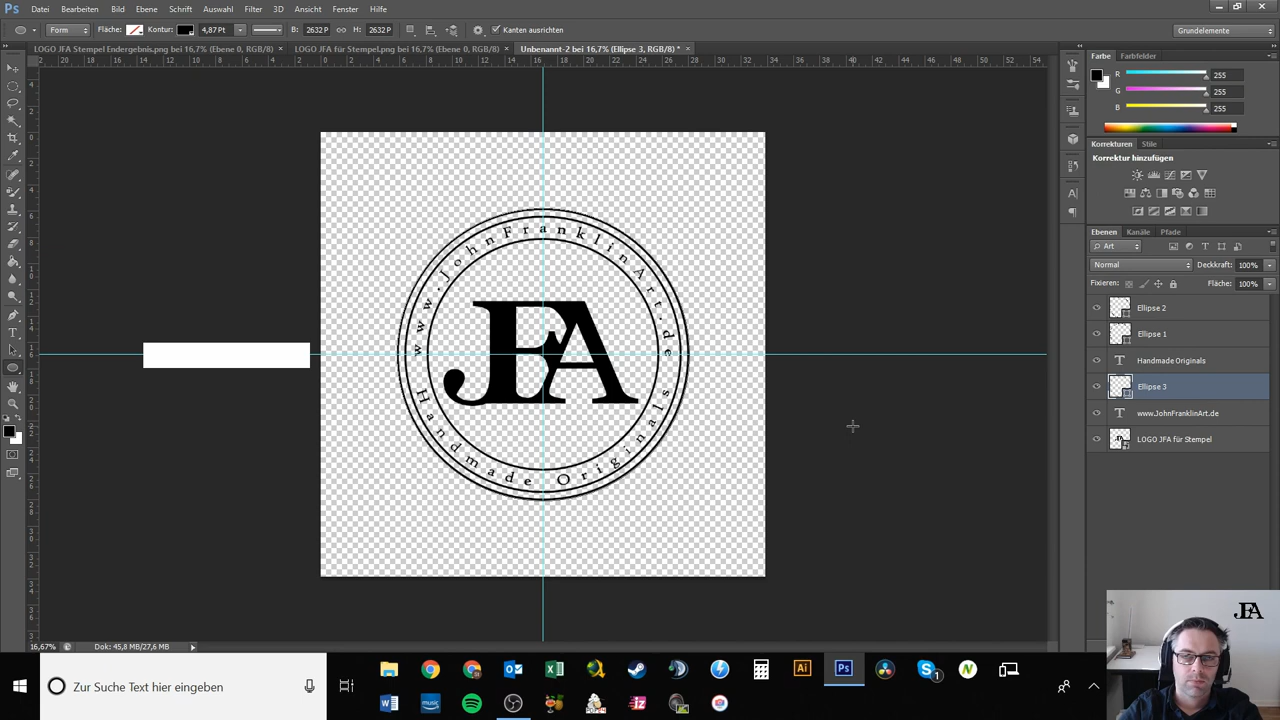 Ps Datei Bearbeiten Bild Ebene Schrift Auswahl Filter 3D Ansicht Fenster Hilfe
Form Fläche: Kontur: 4,87 Pt B: 2632 P H: 2632 P Kanten ausrichten Grundelemente
LOGO JFA Stempel Endergebnis.png bei 16,7% (Ebene 0, RGB/8) × LOGO JFA für Stempel.png bei 16,7% (Ebene 0, RGB/8) × Unbenannt-2 bei 16,7% (Ellipse 3, RGB/8) * ×
Farbe Farbfelder
R 255
G 255
B 255
Korrekturen Stile
Korrektur hinzufügen
Ebenen Kanäle Pfade
Art
Normal Deckkraft: 100%
Fixieren: Fläche: 100%
Ellipse 2
Ellipse 1
T Handmade Originals
Ellipse 3
T www.JohnFranklinArt.de
LOGO JFA für Stempel
www.JohnFranklinArt.de
JFA
Handmade Originals
16,67% Dok: 45,8 MB/27,6 MB
JFA
Zur Suche Text hier eingeben